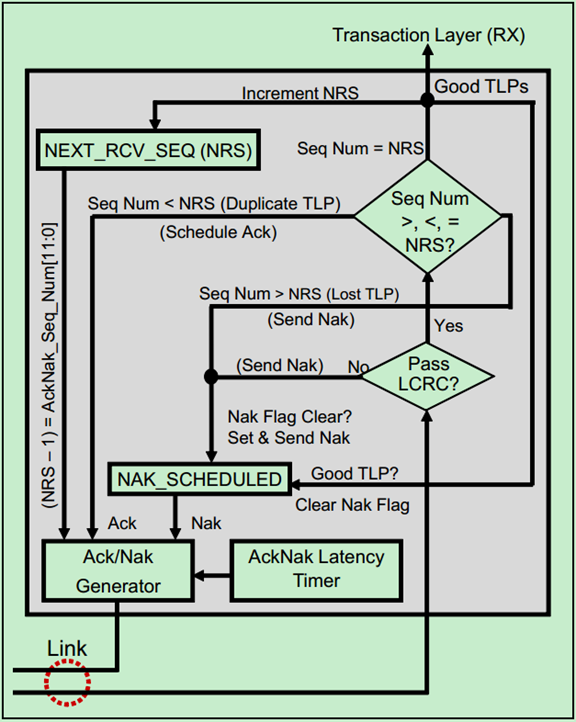 Transaction Layer (RX)
Good TLPs
Increment NRS
NEXT_RCV_SEQ (NRS)
Seq Num = NRS
Seq Num
>, <, =
NRS?
Seq Num < NRS (Duplicate TLP)
(Schedule Ack)
Seq Num > NRS (Lost TLP)
(Send Nak)
Yes
(Send Nak)
No
Pass
LCRC?
Nak Flag Clear?
Set & Send Nak
NAK_SCHEDULED
Good TLP?
Clear Nak Flag
(NRS – 1) = AckNak_Seq_Num[11:0]
Ack
Nak
Ack/Nak
Generator
AckNak Latency
Timer
Link